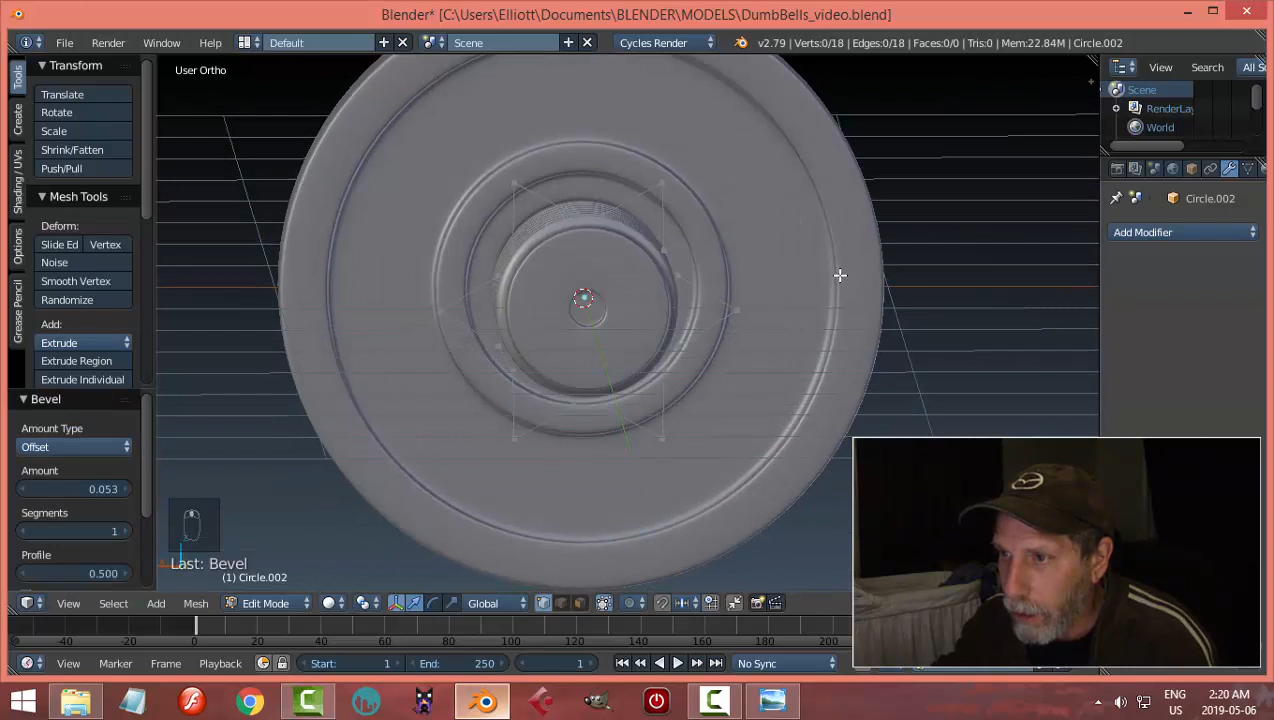 Blender* [C:\Users\Elliott\Documents\BLENDER\MODELS\DumbBells_video.blend]
File Render Window Help Default Scene Cycles Render v2.79 | Verts:0/18 | Edges:0/18 | Faces:0/0 | Tris:0 | Mem:22.84M | Circle.002
Tools
Create
Shading / UVs
Options
Grease Pencil
Transform
Translate
Rotate
Scale
Shrink/Fatten
Push/Pull
Mesh Tools
Deform:
Slide Ed Vertex
Noise
Smooth Vertex
Randomize
Add:
Extrude
Extrude Region
Extrude Individual
Bevel
Amount Type
Offset
Amount
0.053
Segments
1
Profile
0.500
User Ortho
Last: Bevel
(1) Circle.002
View Search All S
Scene
RenderLay
World
Circle.002
Add Modifier
View Select Add Mesh Edit Mode Global
-40 -20 0 20 40 60 80 100 120 140 160 180 200
View Marker Frame Playback Start: 1 End: 250 1 No Sync
ENG 2:20 AM
US 2019-05-06